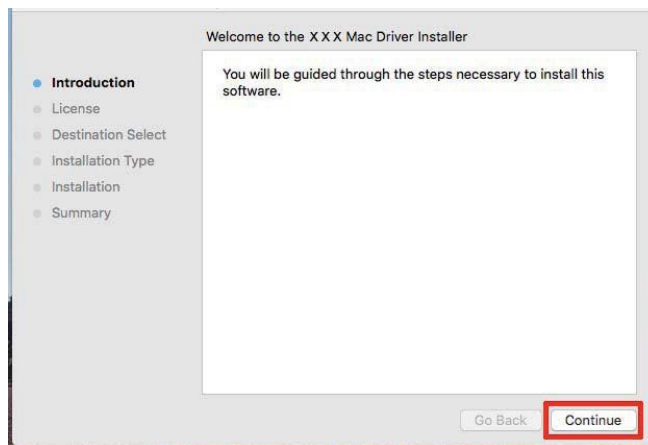 Welcome to the X X X Mac Driver Installer
Introduction
License
Destination Select
Installation Type
Installation
Summary
You will be guided through the steps necessary to install this
software.
Go Back
Continue